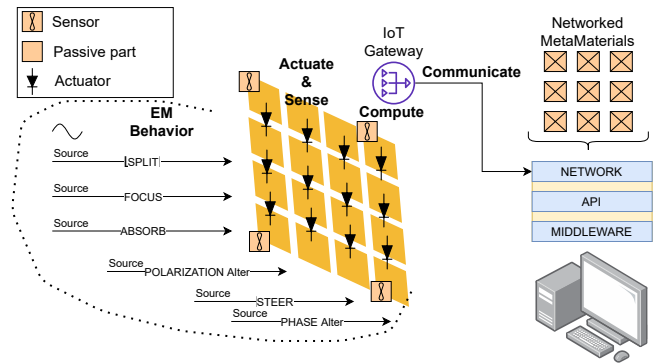 Sensor
Passive part
Actuator
EM
Behavior
Actuate
&
Sense
IoT
Gateway
Compute
Communicate
Networked
MetaMaterials
Source
SPLIT
Source
FOCUS
Source
ABSORB
Source
POLARIZATION Alter
Source
STEER
Source
PHASE Alter
NETWORK
API
MIDDLEWARE